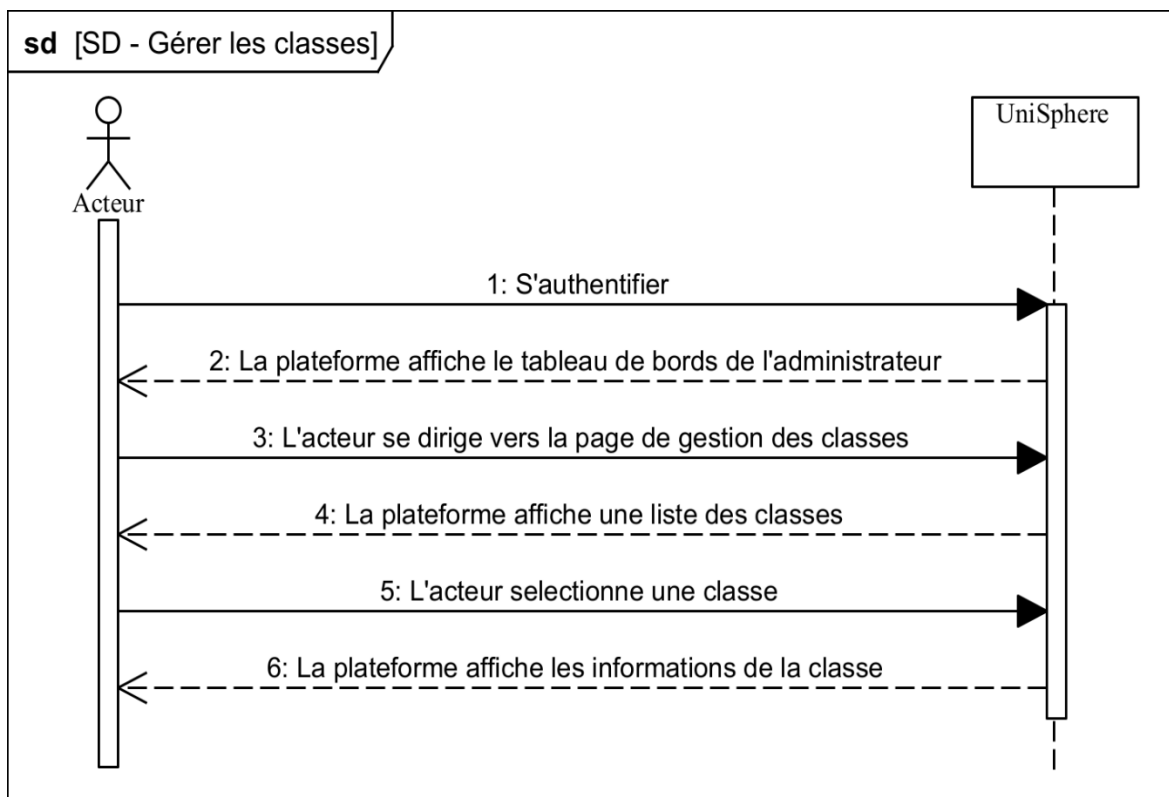 sd [SD - Gérer les classes]
UniSphere
Acteur
1: S'authentifier
2: La plateforme affiche le tableau de bords de l'administrateur
3: L'acteur se dirige vers la page de gestion des classes
4: La plateforme affiche une liste des classes
5: L'acteur selectionne une classe
6: La plateforme affiche les informations de la classe